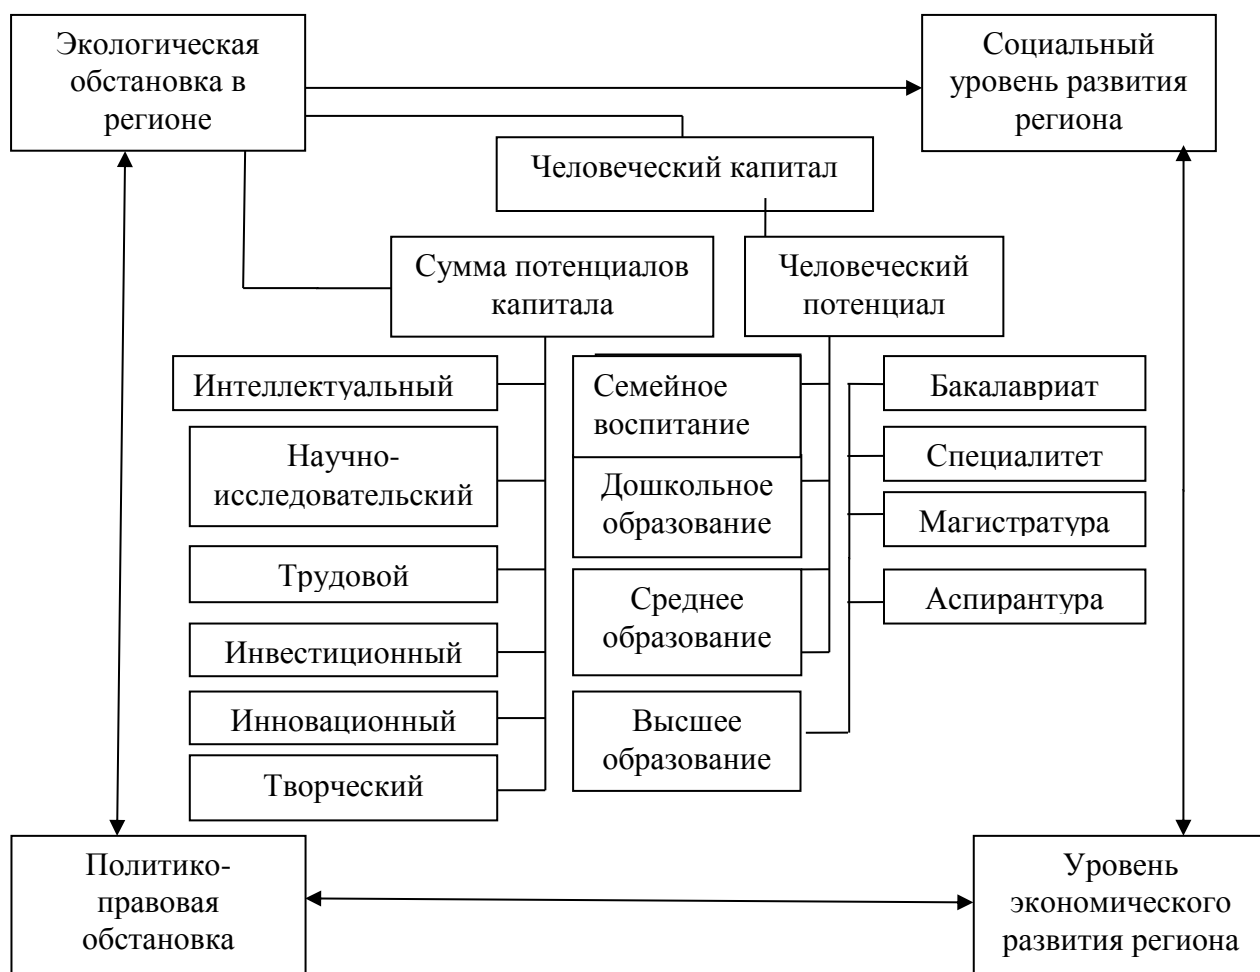 Экологическая
обстановка в
регионе
Социальный
уровень развития
региона
Человеческий капитал
Сумма потенциалов
капитала
Человеческий
потенциал
Интеллектуальный
Научно-
исследовательский
Трудовой
Инвестиционный
Инновационный
Творческий
Семейное
воспитание
Дошкольное
образование
Среднее
образование
Высшее
образование
Бакалавриат
Специалитет
Магистратура
Аспирантура
Политико-
правовая
обстановка
Уровень
экономического
развития региона